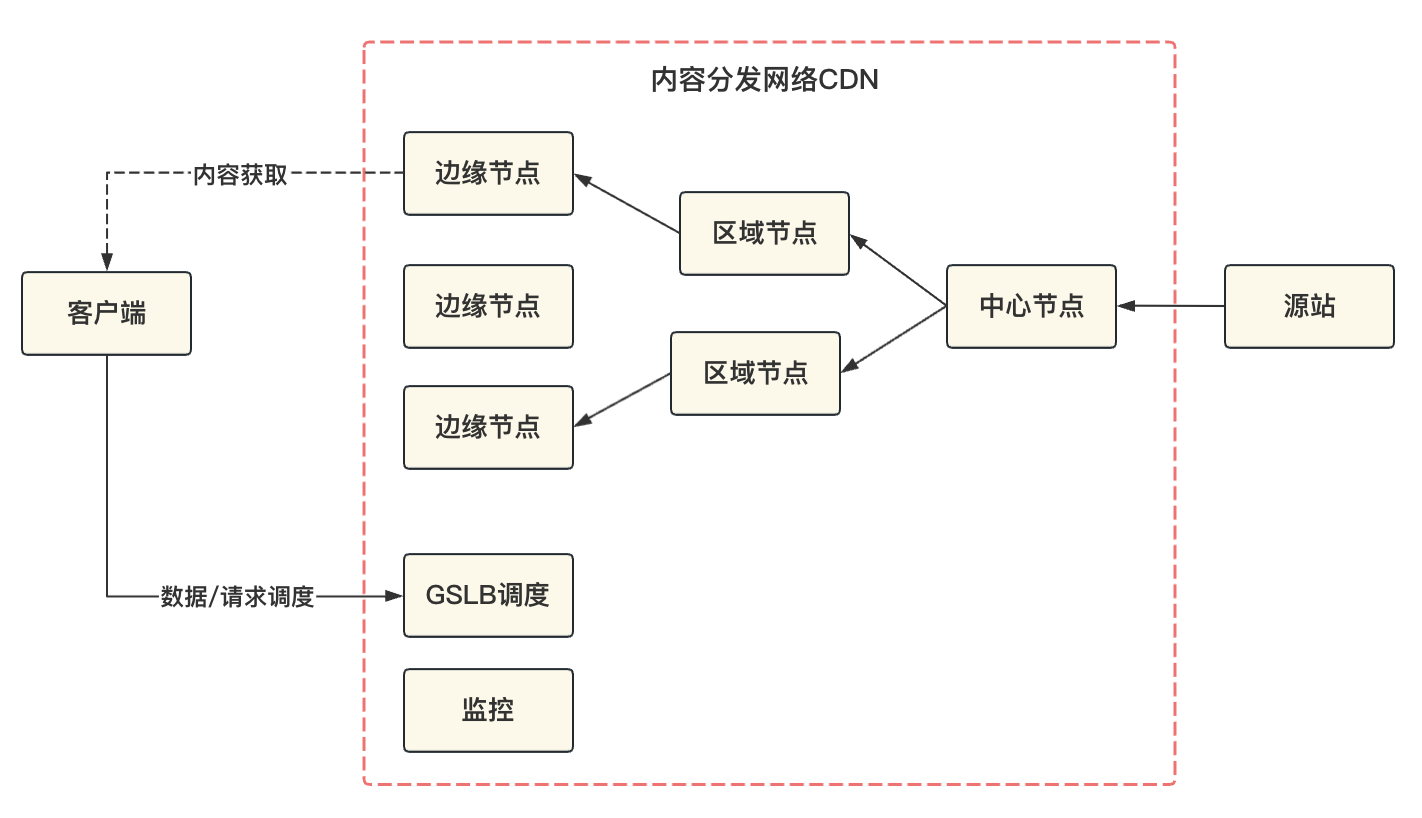 内容分发网络CDN
边缘节点
内容获取
区域节点
客户端
边缘节点
中心节点
源站
区域节点
边缘节点
数据/请求调度
GSLB调度
监控